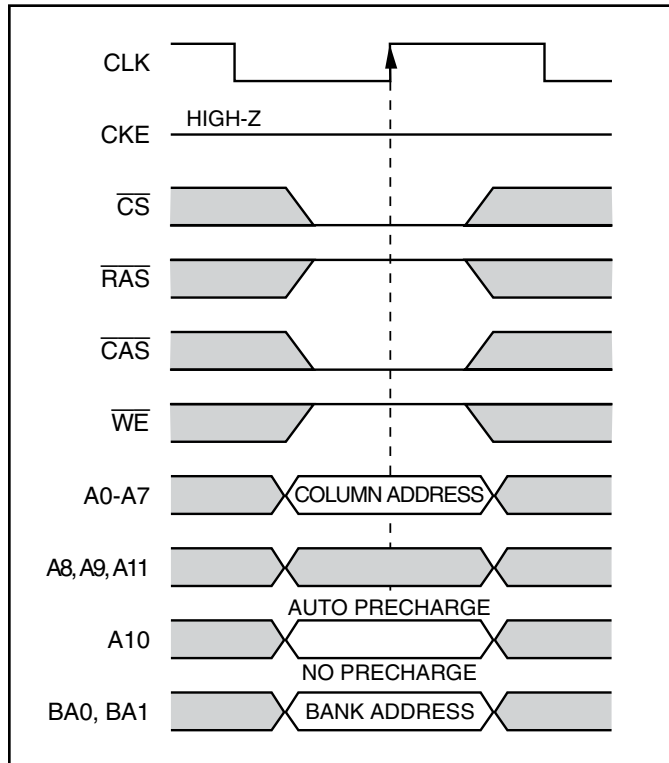 CLK
HIGH-Z
CKE
CS
RAS
CAS
WE
A0-A7 COLUMN ADDRESS
A8, A9, A11
AUTO PRECHARGE
A10
NO PRECHARGE
BA0, BA1 BANK ADDRESS